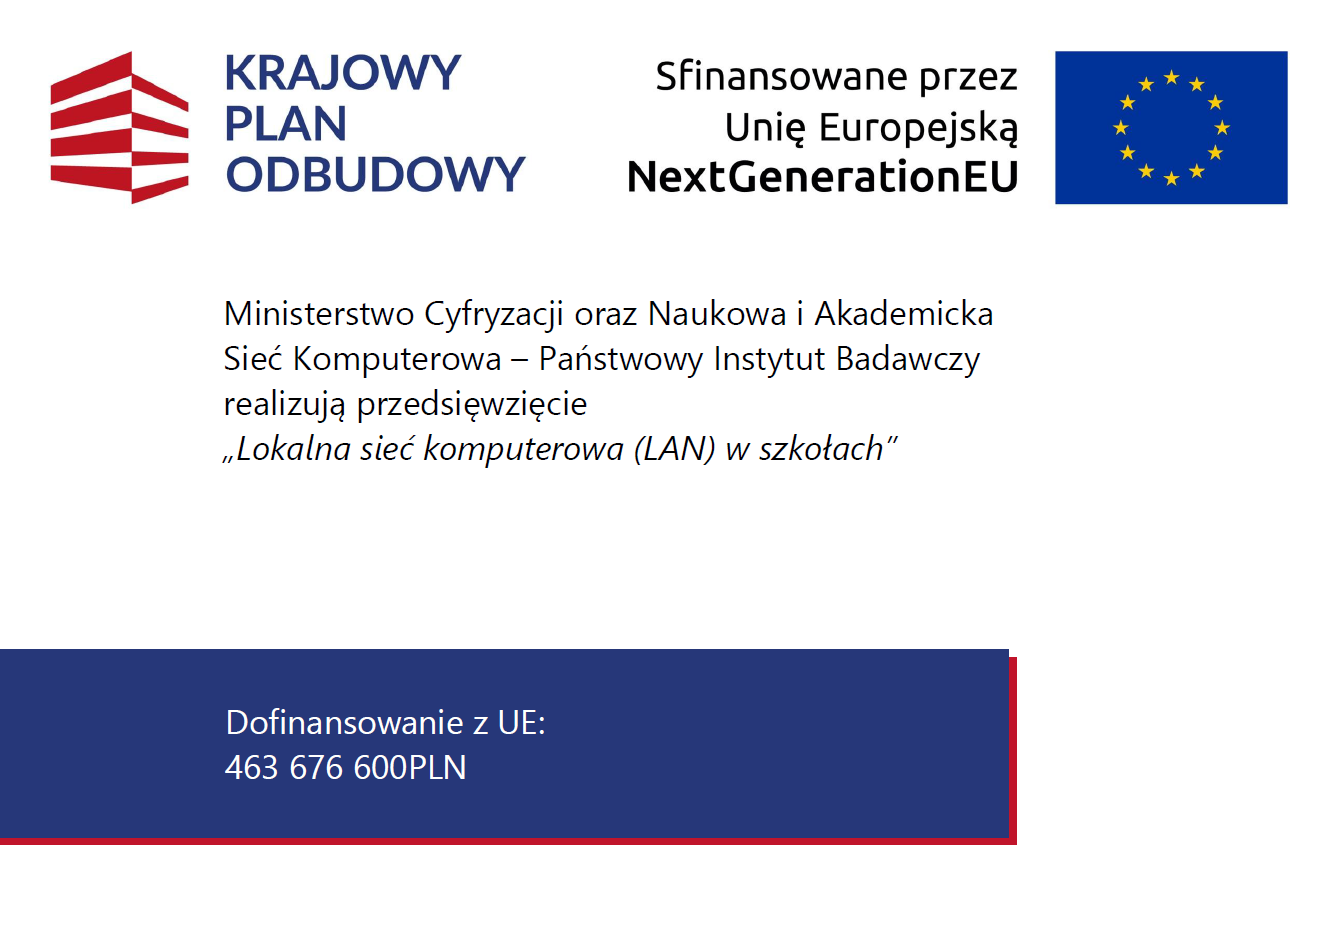 KRAJOWY
PLAN
ODBUDOWY
Sfinansowane przez
Unię Europejską
NextGenerationEU
Ministerstwo Cyfryzacji oraz Naukowa i Akademicka
Sieć Komputerowa – Państwowy Instytut Badawczy
realizują przedsięwzięcie
„Lokalna sieć komputerowa (LAN) w szkołach”
Dofinansowanie z UE:
463 676 600PLN